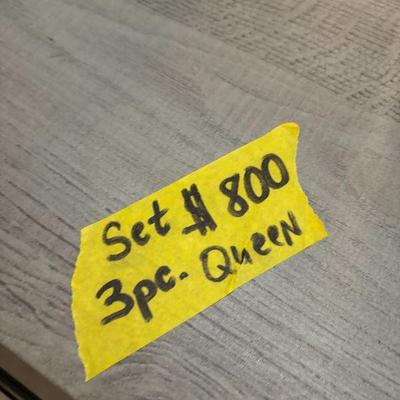 Set $ 800
3pc. Queen